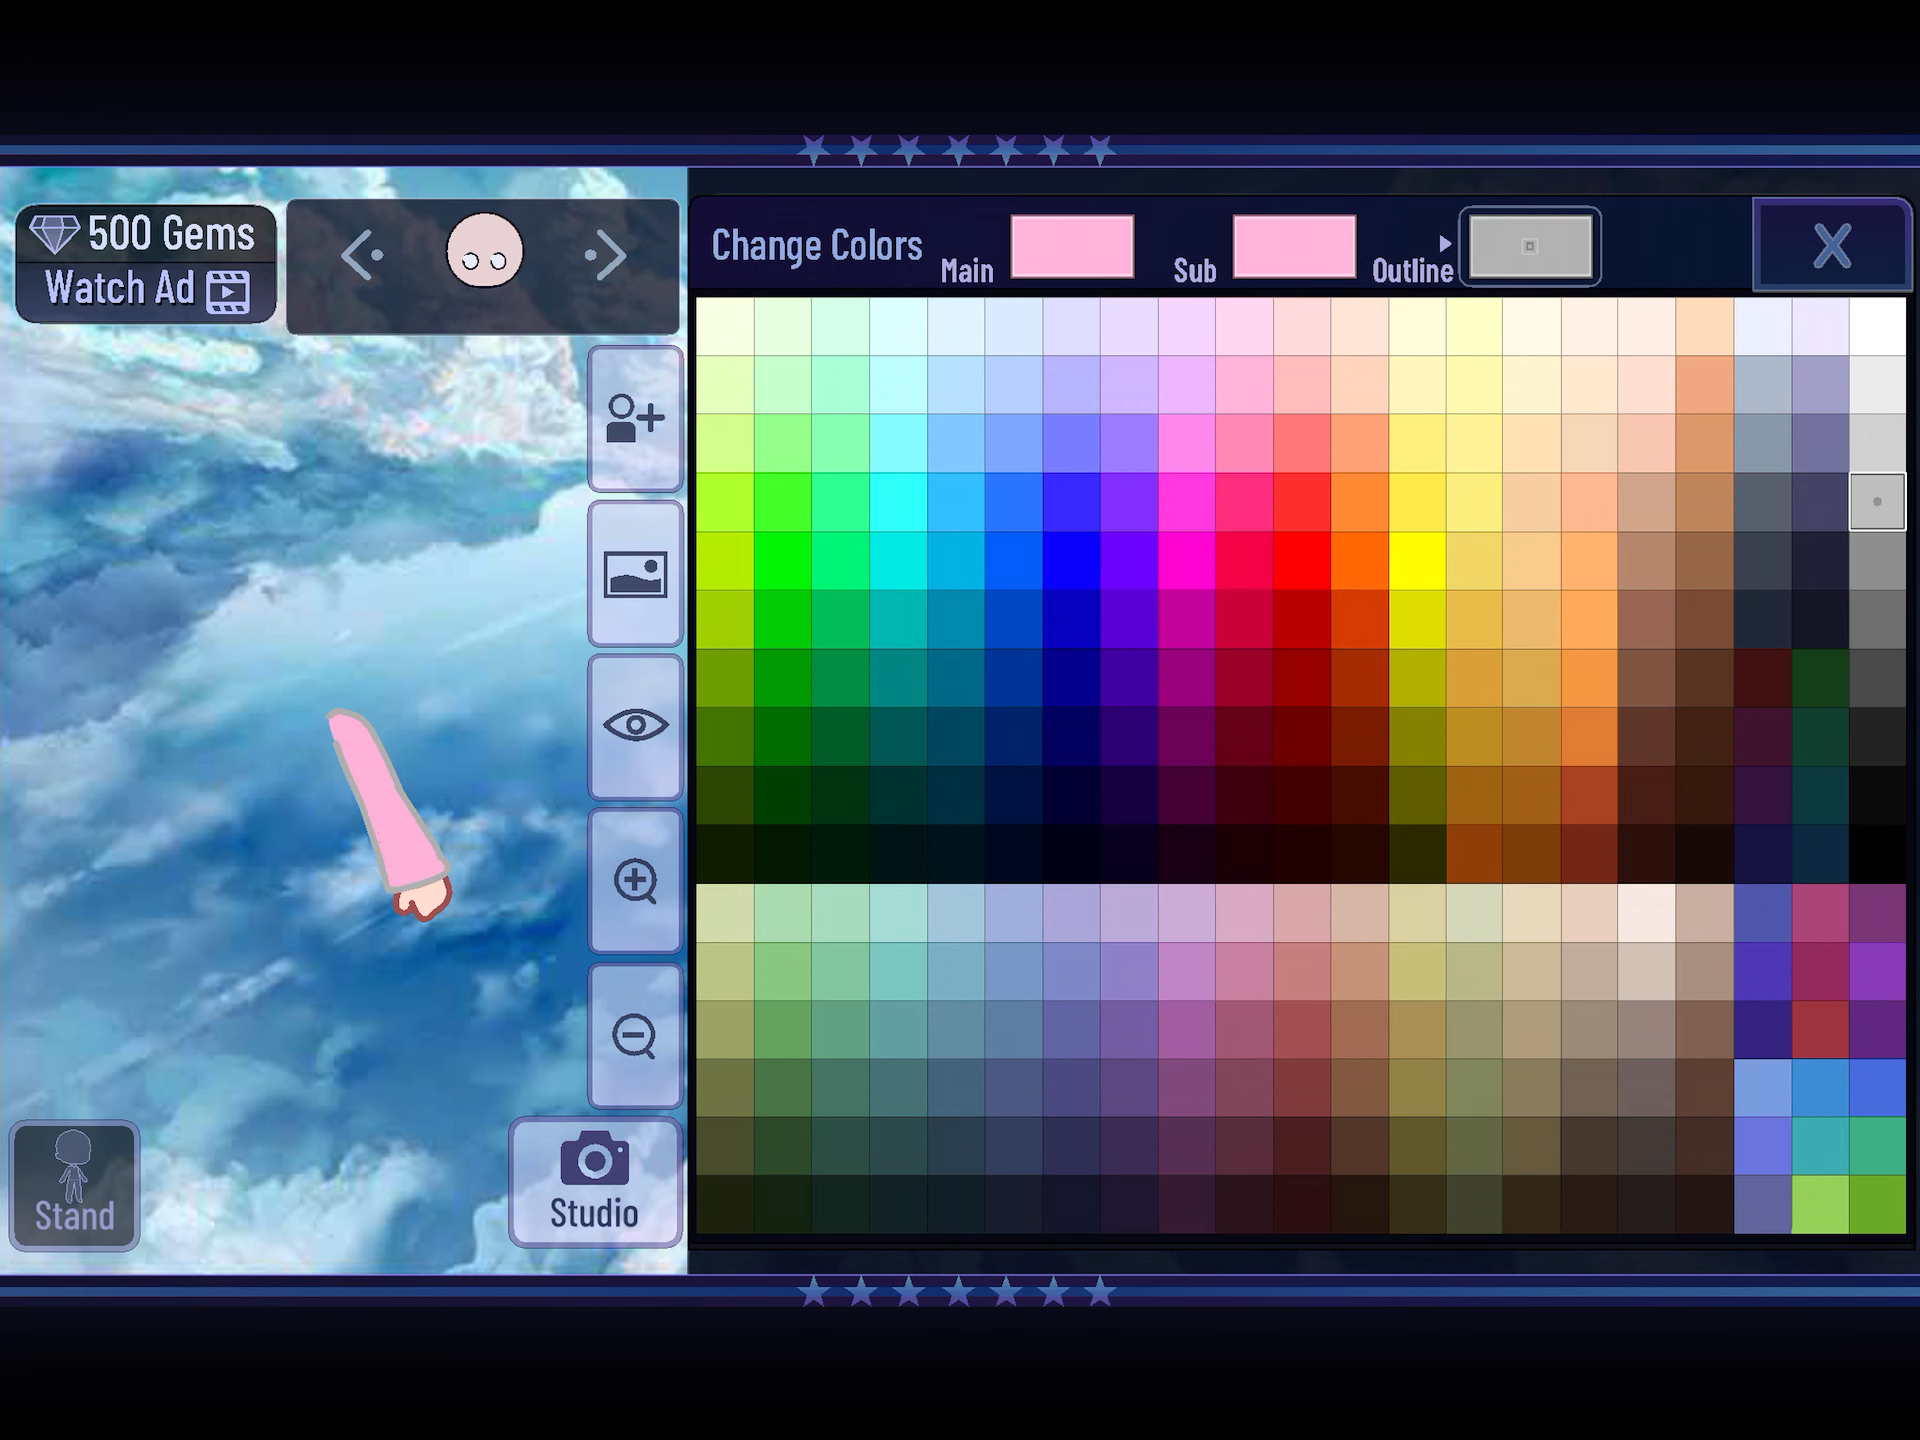 500 Gems
Watch Ad
Change Colors
Main
Sub
Outline
X
Stand
Studio